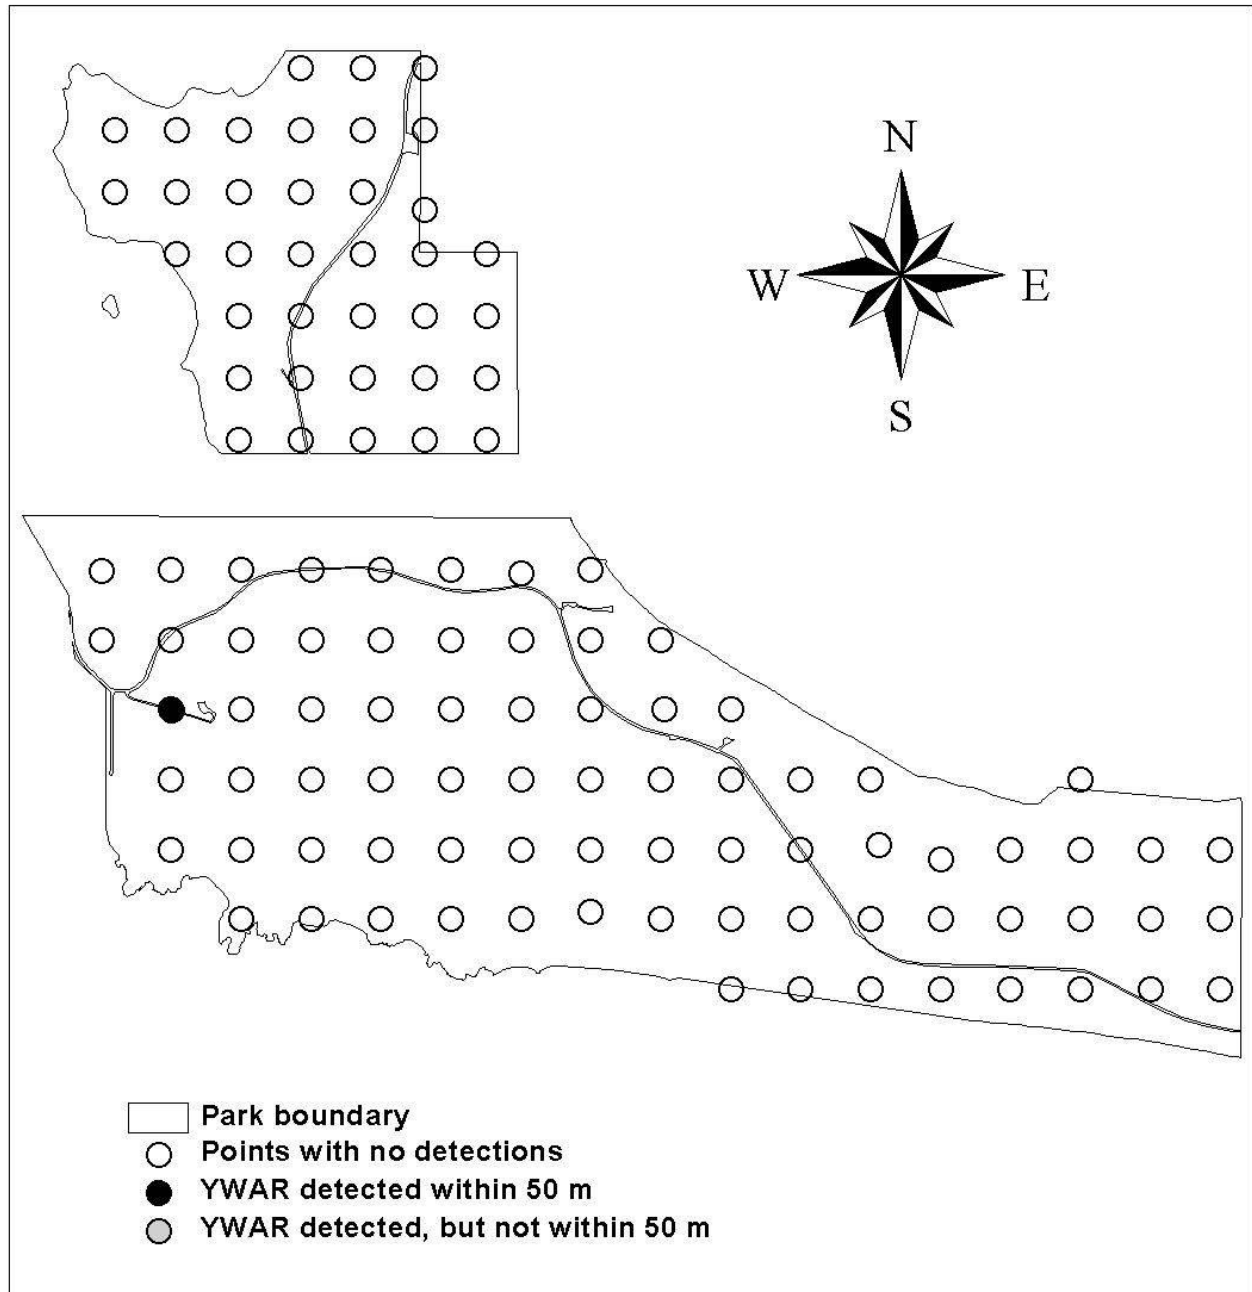 N
W
E
S
Park boundary
Points with no detections
YWAR detected within 50 m
YWAR detected, but not within 50 m